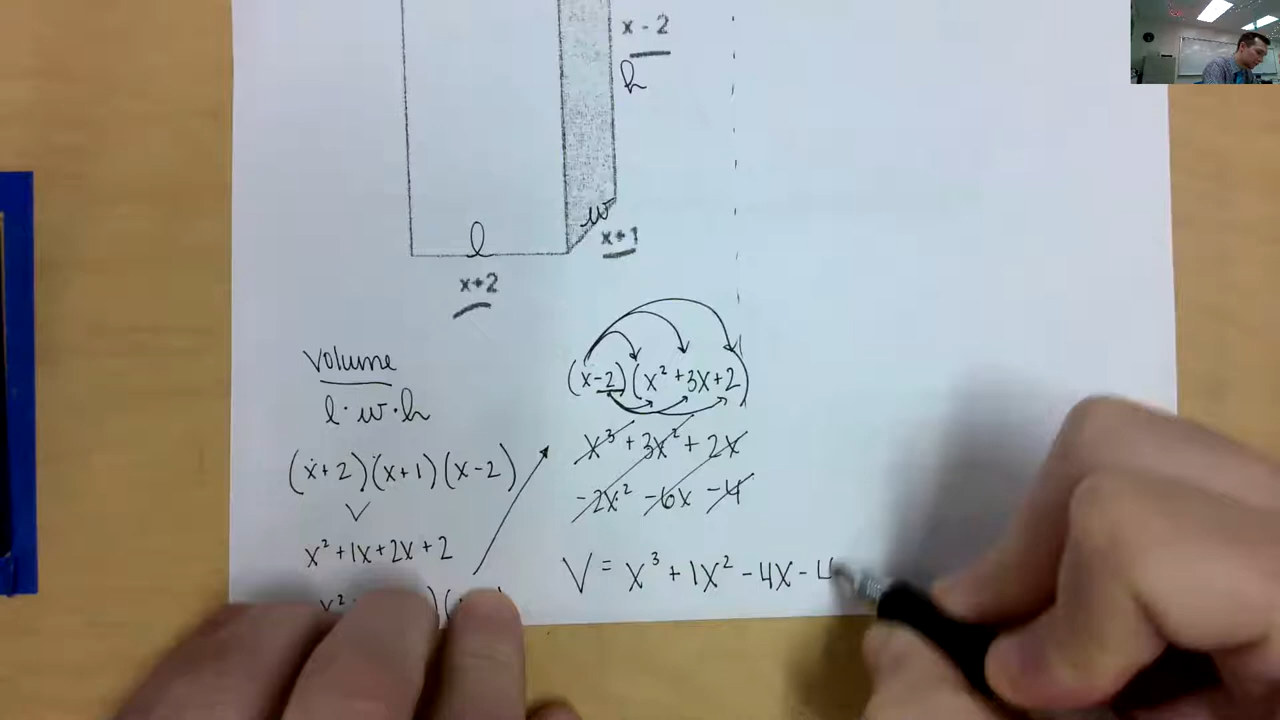 x - 2
h
w
x+1
l
x+2
Volume
l·w·h
(x+2)(x+1)(x-2)
x² + 1x + 2x + 2
x²
(x-2)(x² + 3x + 2)
x³ + 3x² + 2x
-2x² - 6x - 4
V = x³ + 1x² - 4x - 4